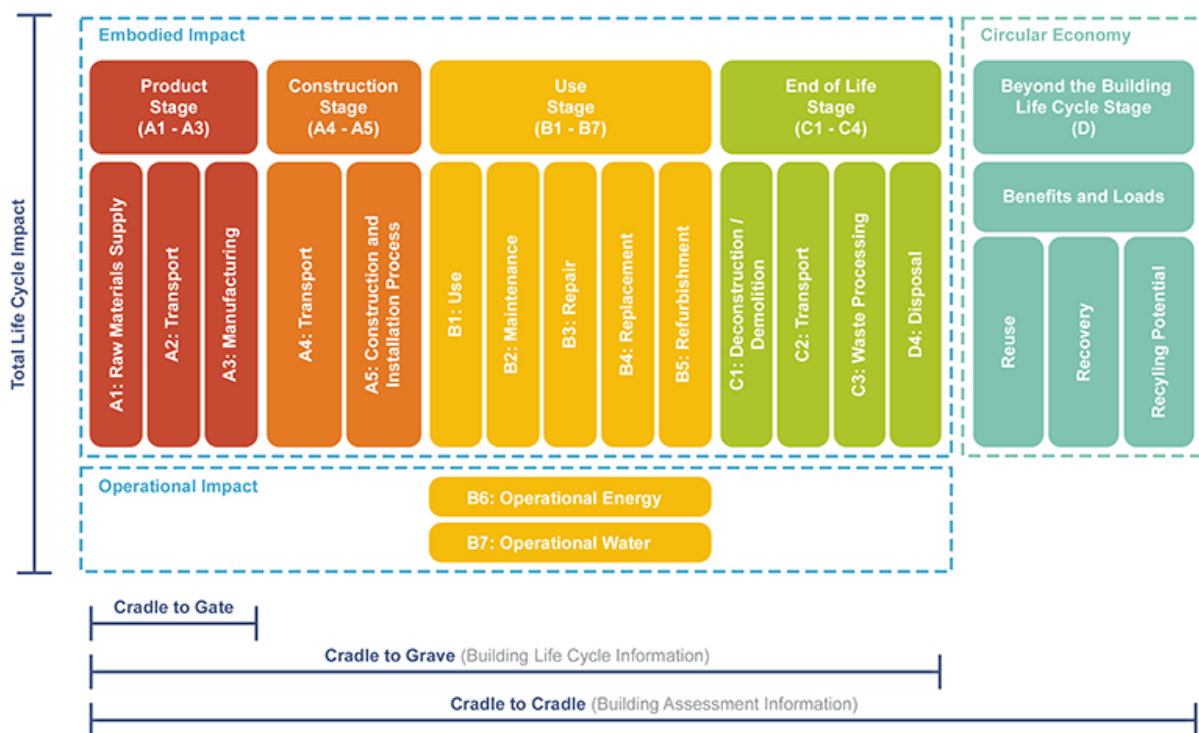 Total Life Cycle Impact
Embodied Impact
Product
Stage
(A1 - A3)
Construction
Stage
(A4 - A5)
Use
Stage
(B1 - B7)
End of Life
Stage
(C1 - C4)
A1: Raw Materials Supply
A2: Transport
A3: Manufacturing
A4: Transport
A5: Construction and
Installation Process
B1: Use
B2: Maintenance
B3: Repair
B4: Replacement
B5: Refurbishment
C1: Deconstruction /
Demolition
C2: Transport
C3: Waste Processing
D4: Disposal
Circular Economy
Beyond the Building
Life Cycle Stage
(D)
Benefits and Loads
Reuse
Recovery
Recyling Potential
Operational Impact
B6: Operational Energy
B7: Operational Water
Cradle to Gate
Cradle to Grave (Building Life Cycle Information)
Cradle to Cradle (Building Assessment Information)